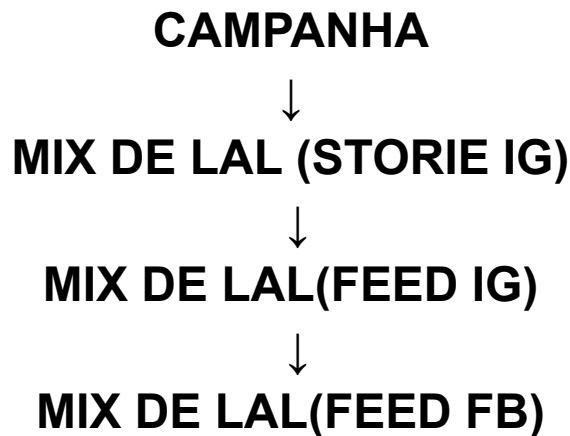 CAMPANHA
↓
MIX DE LAL (STORIE IG)
↓
MIX DE LAL(FEED IG)
↓
MIX DE LAL(FEED FB)